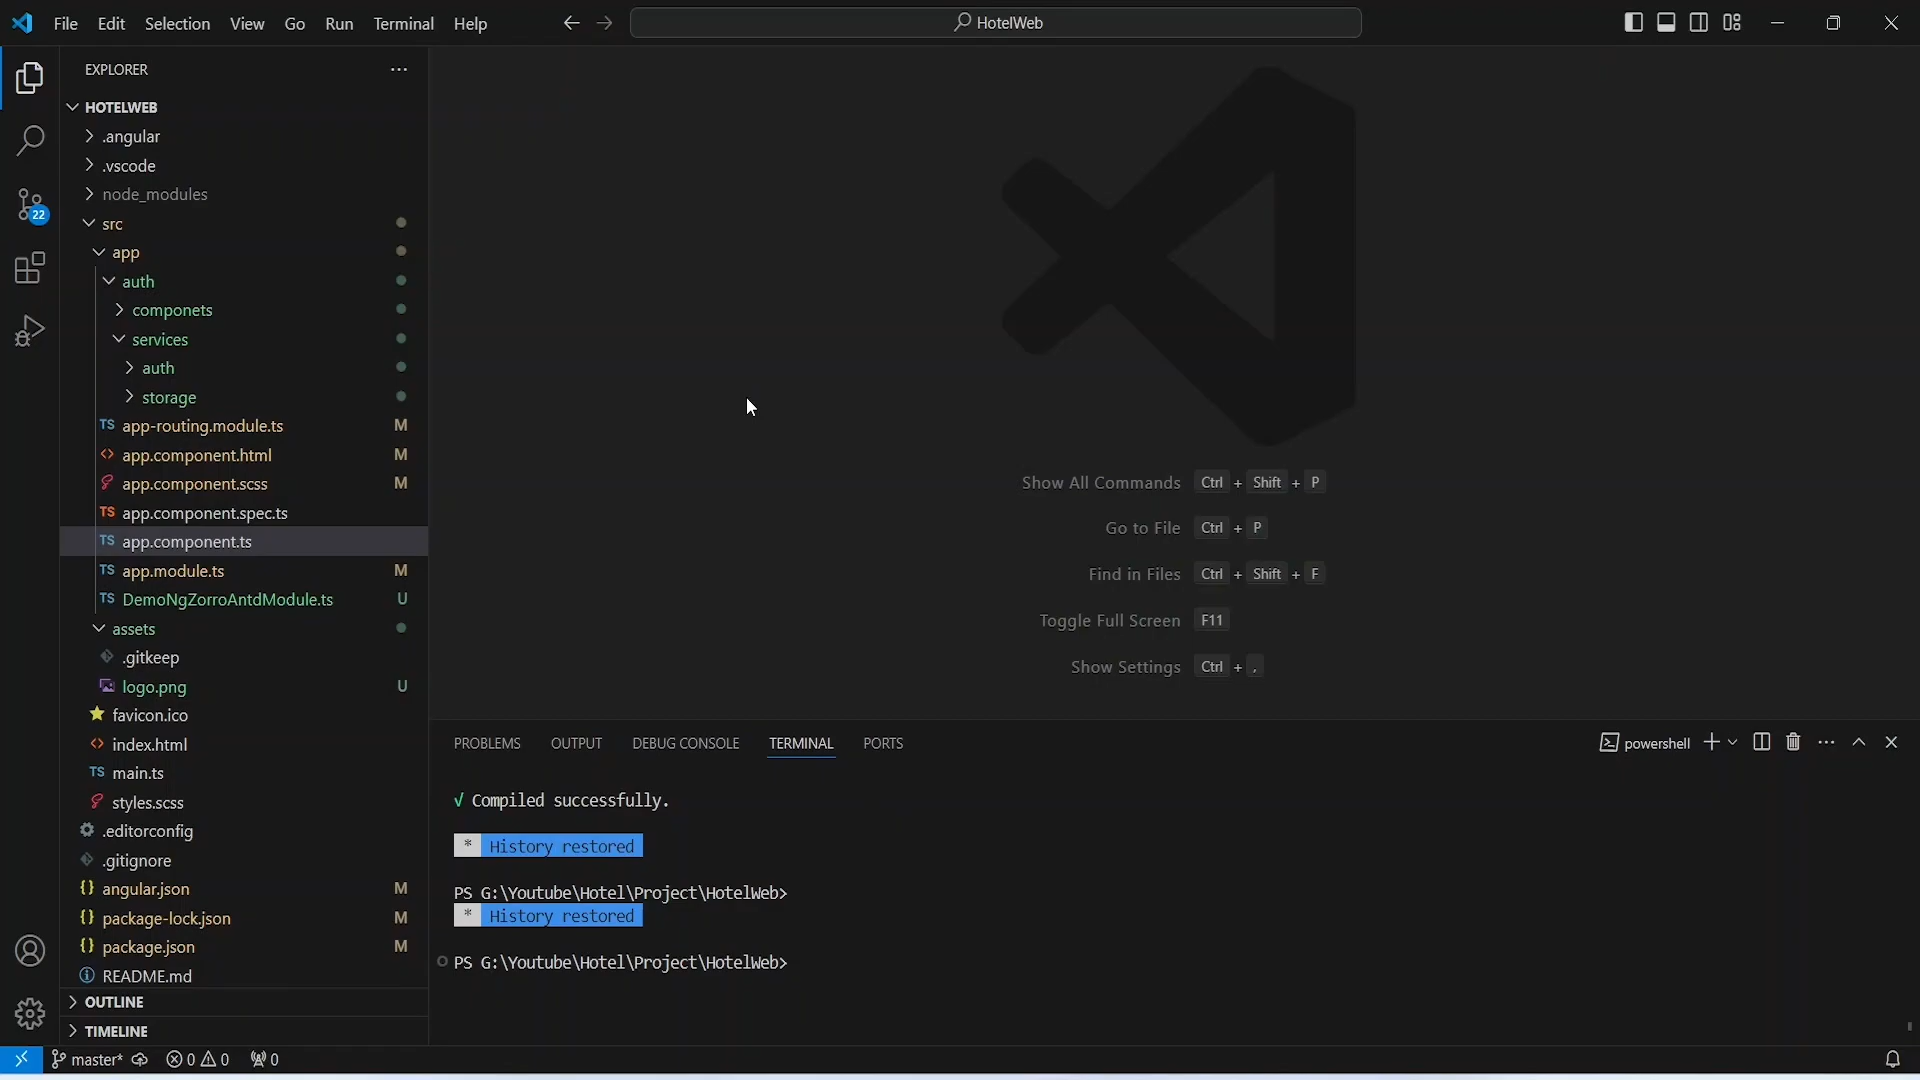 File Edit Selection View Go Run Terminal Help HotelWeb
EXPLORER
HOTELWEB
.angular
.vscode
node_modules
22
src
app
auth
componets
services
auth
storage
TS app-routing.module.ts M
<> app.component.html M
app.component.scss M
TS app.component.spec.ts
TS app.component.ts
TS app.module.ts M
TS DemoNgZorroAntdModule.ts U
assets
.gitkeep
logo.png U
favicon.ico
<> index.html
TS main.ts
styles.scss
.editorconfig
.gitignore
{} angular.json M
{} package-lock.json M
{} package.json M
README.md
OUTLINE
TIMELINE
Show All Commands Ctrl + Shift + P
Go to File Ctrl + P
Find in Files Ctrl + Shift + F
Toggle Full Screen F11
Show Settings Ctrl + ,
PROBLEMS OUTPUT DEBUG CONSOLE TERMINAL PORTS powershell
√ Compiled successfully.
* History restored
PS G:\Youtube\Hotel\Project\HotelWeb>
* History restored
PS G:\Youtube\Hotel\Project\HotelWeb>
master* 0 0 0